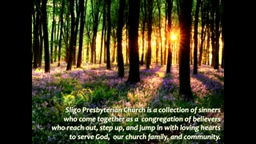 Sligo Presbyterian Church is a collection of sinners
who come together as a congregation of believers
who reach out, step up, and jump in with loving hearts
to serve God, our church family, and community.